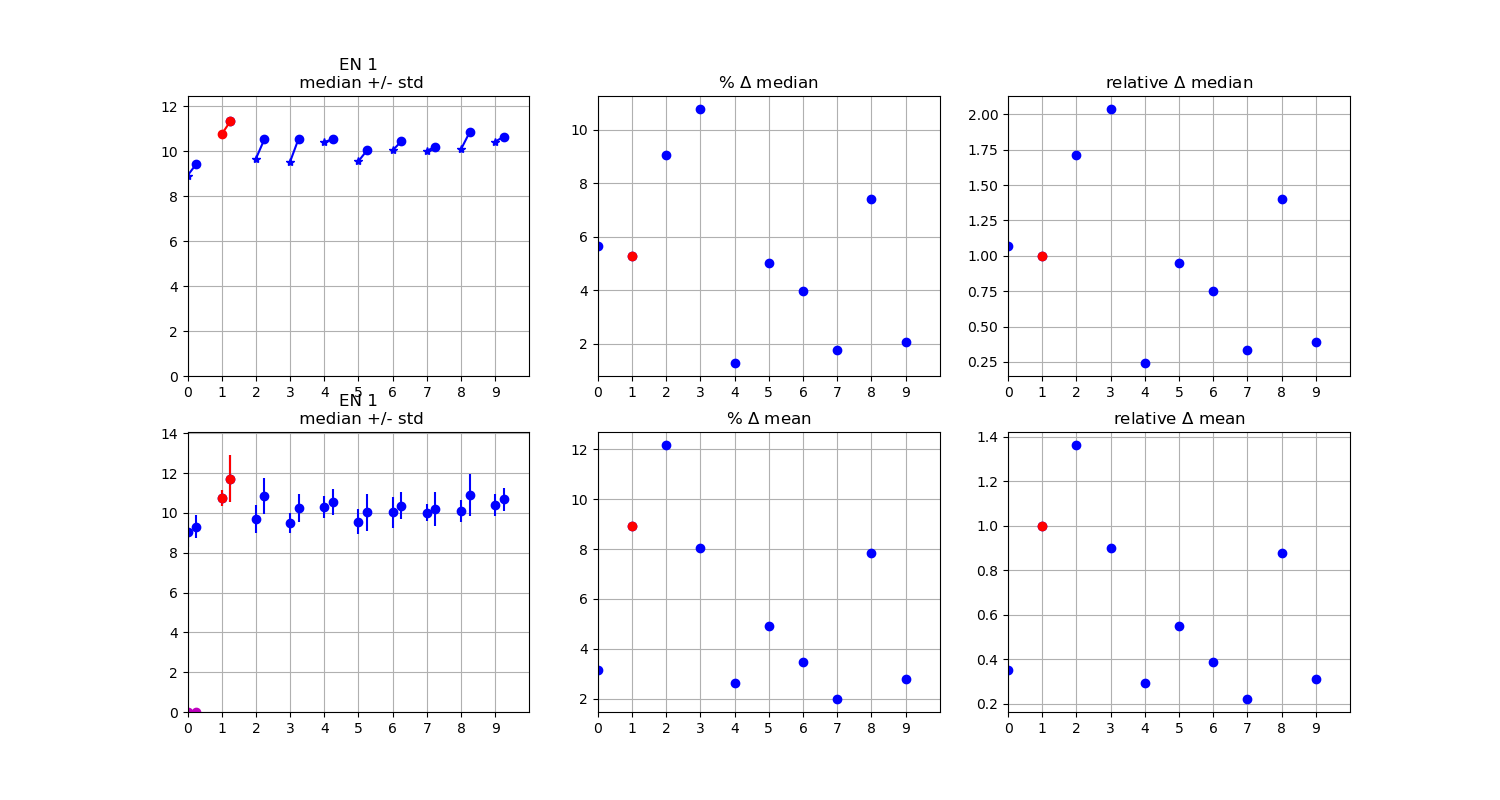 EN 1
median +/- std
12
10
8
6
4
2
0
0 1 2 3 4 5 6 7 8 9
% Δ median
10
8
6
4
2
0 1 2 3 4 5 6 7 8 9
relative Δ median
2.00
1.75
1.50
1.25
1.00
0.75
0.50
0.25
0 1 2 3 4 5 6 7 8 9
EN 1
median +/- std
14
12
10
8
6
4
2
0
0 1 2 3 4 5 6 7 8 9
% Δ mean
12
10
8
6
4
2
0 1 2 3 4 5 6 7 8 9
relative Δ mean
1.4
1.2
1.0
0.8
0.6
0.4
0.2
0 1 2 3 4 5 6 7 8 9